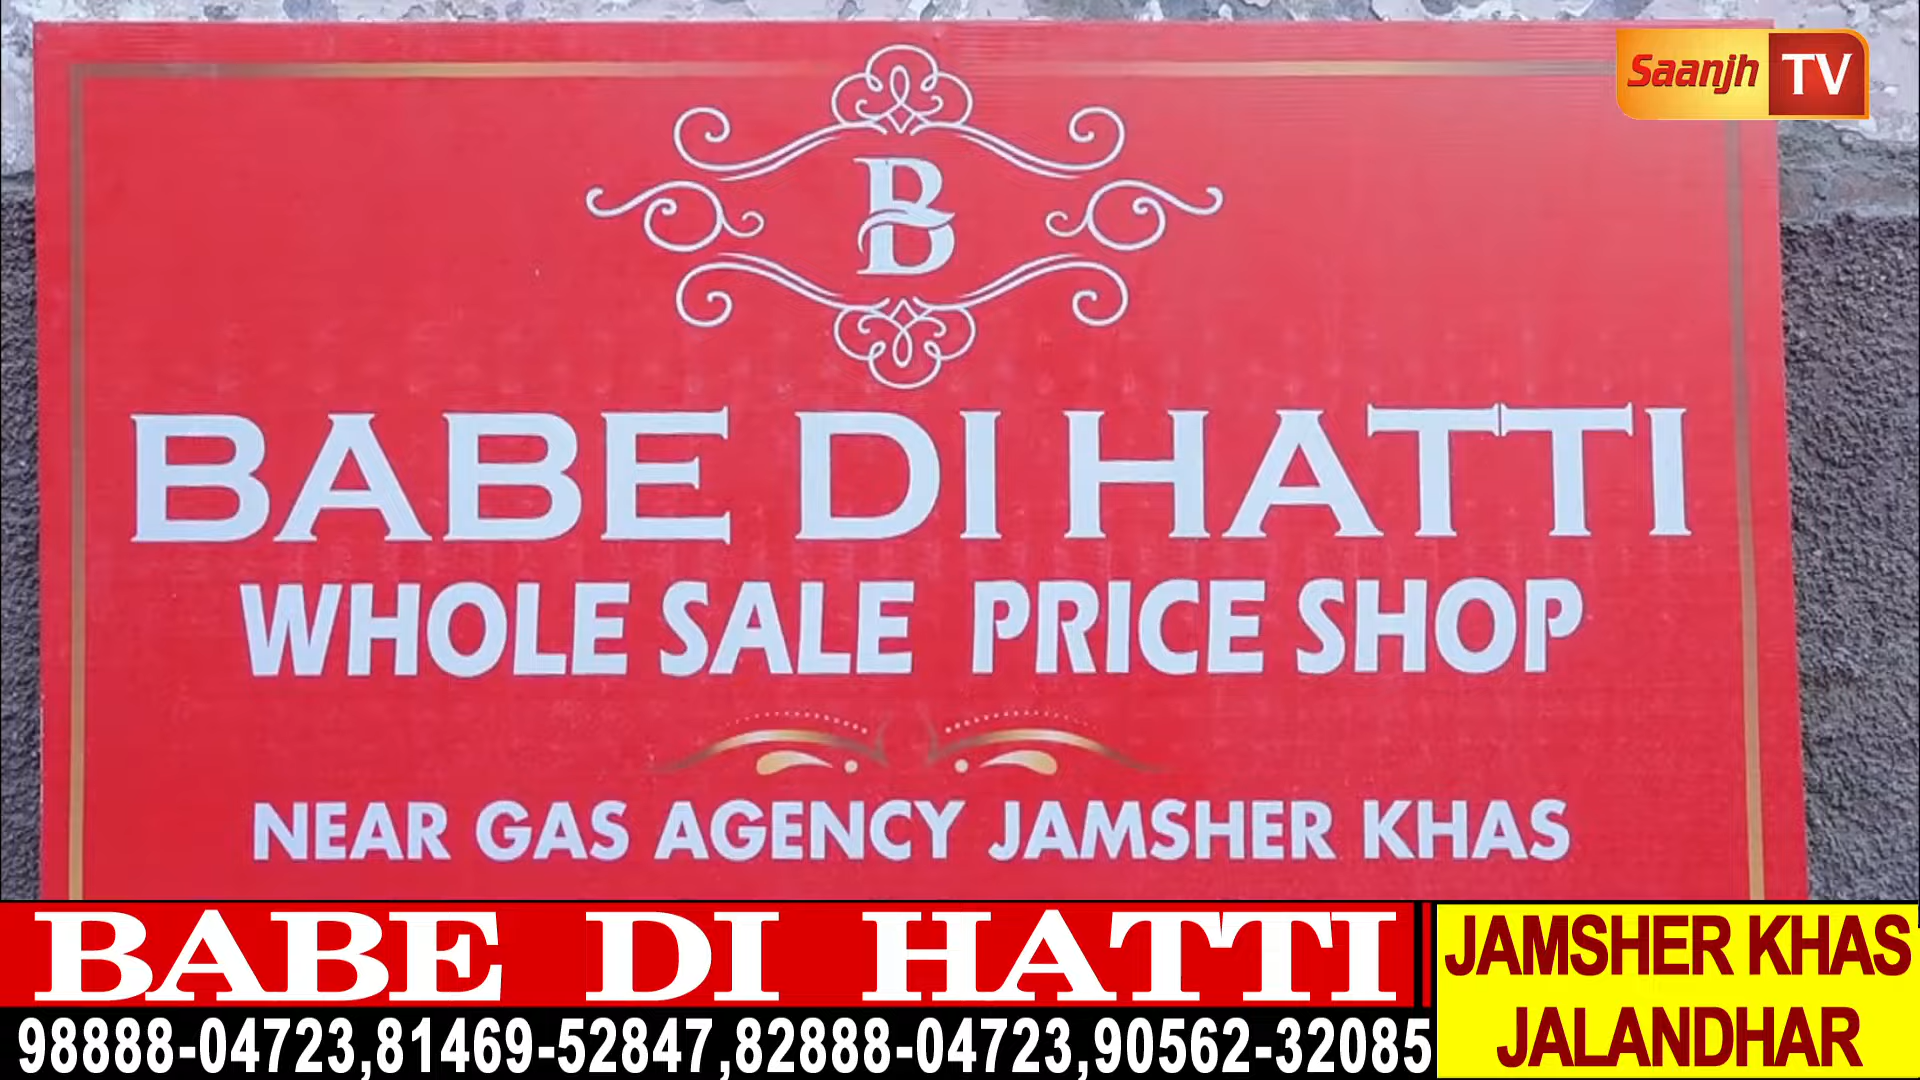 Saanjh TV
B
BABE DI HATTI
WHOLE SALE PRICE SHOP
NEAR GAS AGENCY JAMSHER KHAS
BABE DI HATTI
98888-04723,81469-52847,82888-04723,90562-32085
JAMSHER KHAS
JALANDHAR